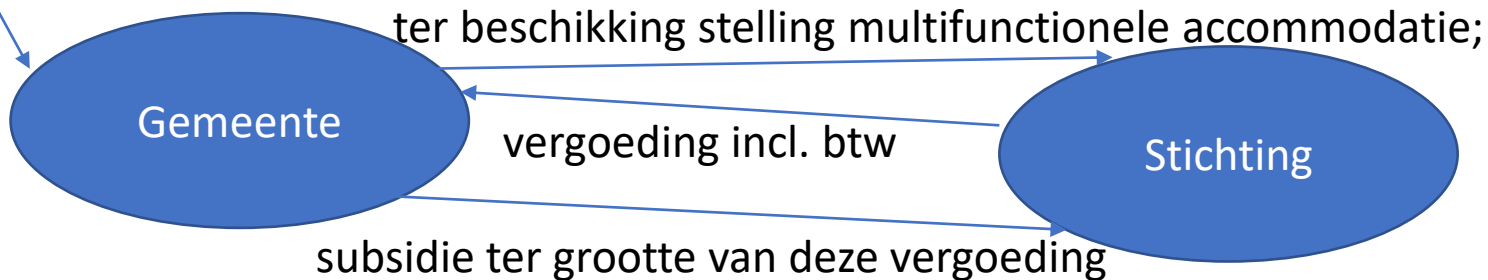 ter beschikking stelling multifunctionele accommodatie;
Gemeente
vergoeding incl. btw
Stichting
subsidie ter grootte van deze vergoeding